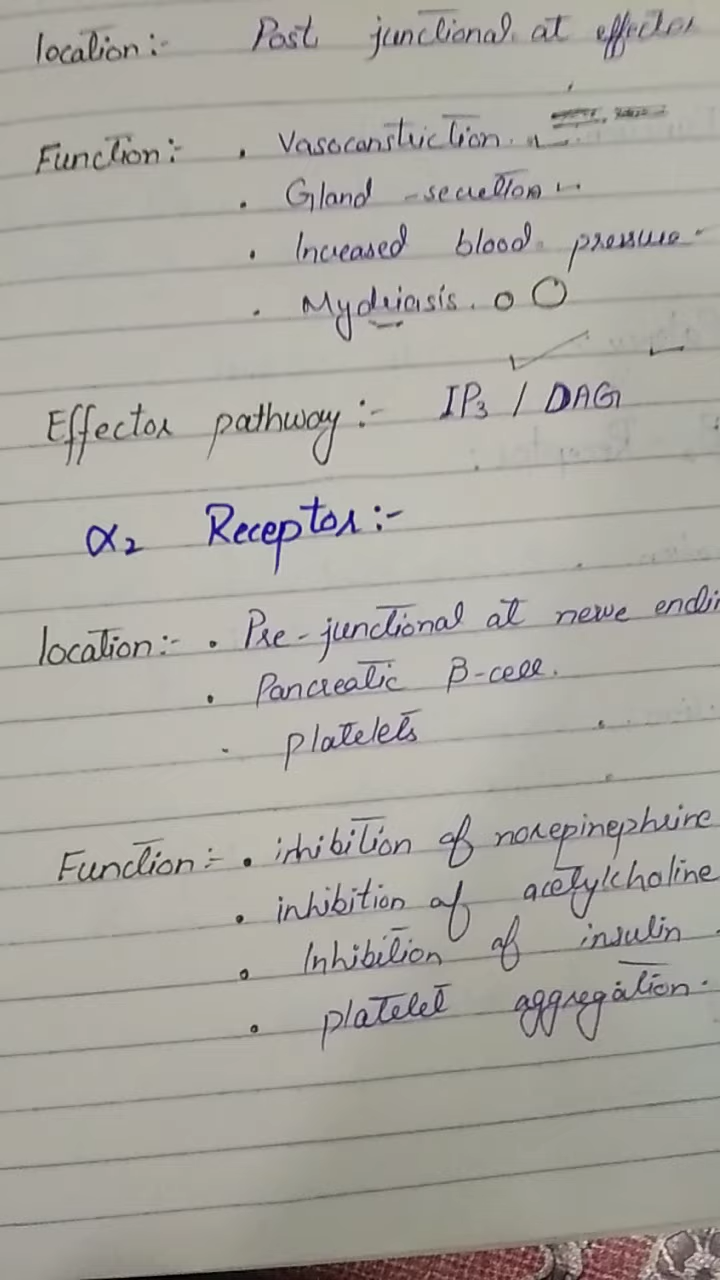 location:- Post junctional at effector
Function:- . Vasoconstriction.
. Gland secretion
. Increased blood pressure
. Mydriasis.
Effector pathway:- IP3 / DAG
α2 Receptor:-
location:- . Pre-junctional at nerve endin
. Pancreatic β-cell.
. Platelets
Function:- . inhibition of norepinephrine
. inhibition of acetylcholine
. Inhibition of insulin
. platelet aggregation.